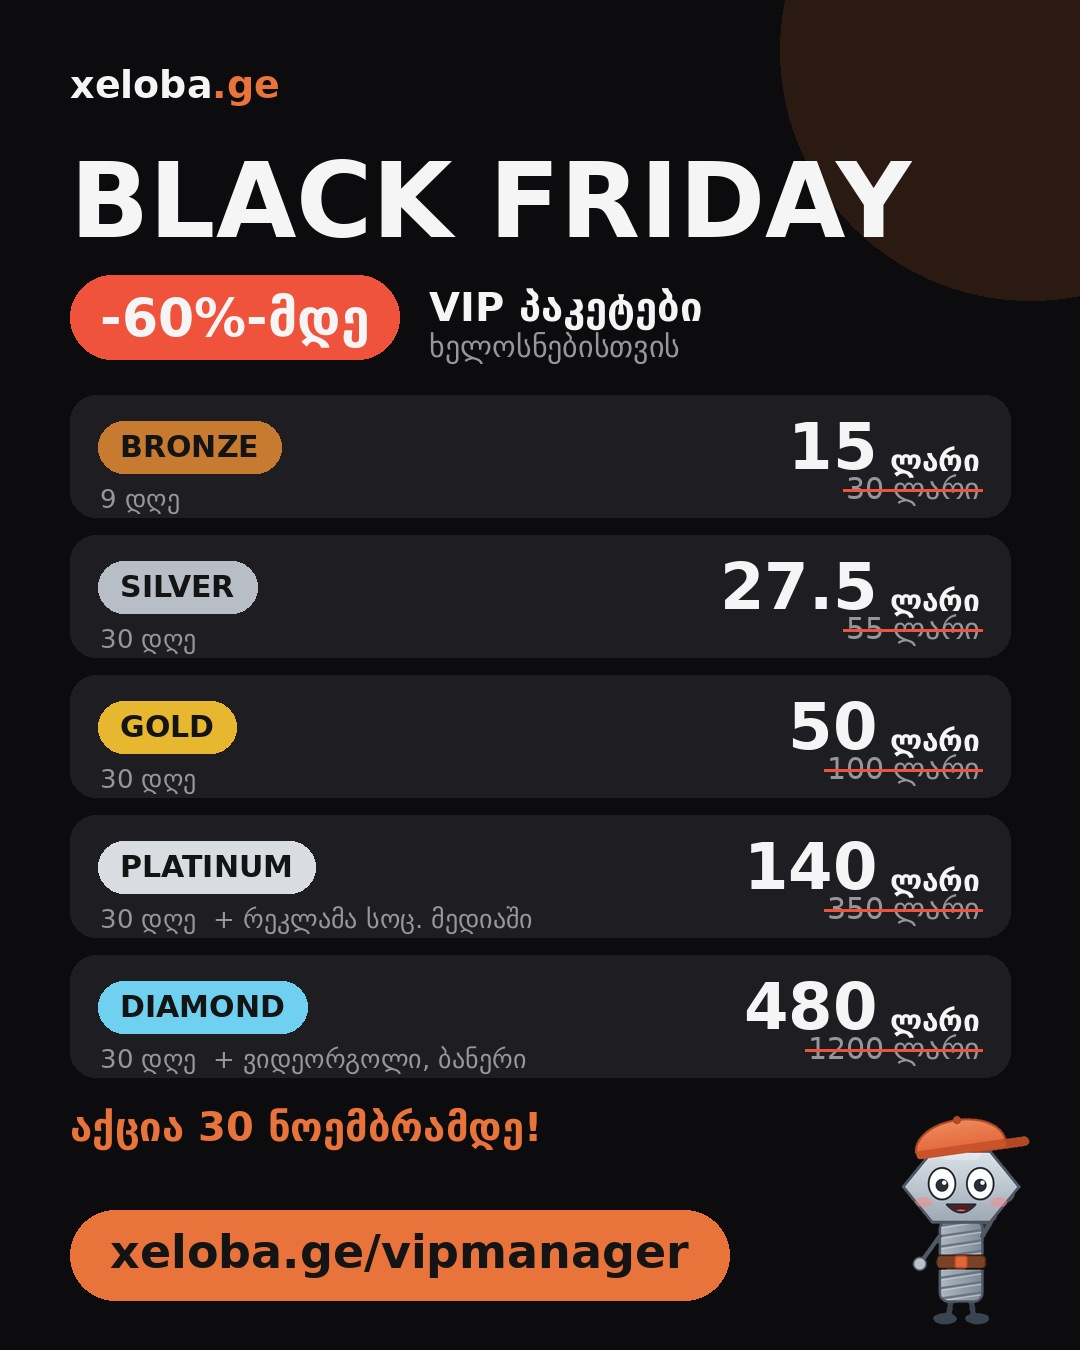 xeloba.ge
BLACK FRIDAY
-60%-მდე
VIP პაკეტები
ხელოსნებისთვის
BRONZE
15 ლარი
30 ლარი
9 დღე
SILVER
27.5 ლარი
55 ლარი
30 დღე
GOLD
50 ლარი
100 ლარი
30 დღე
PLATINUM
140 ლარი
350 ლარი
30 დღე + რეკლამა სოც. მედიაში
DIAMOND
480 ლარი
1200 ლარი
30 დღე + ვიდეორგოლი, ბანერი
აქცია 30 ნოემბრამდე!
xeloba.ge/vipmanager